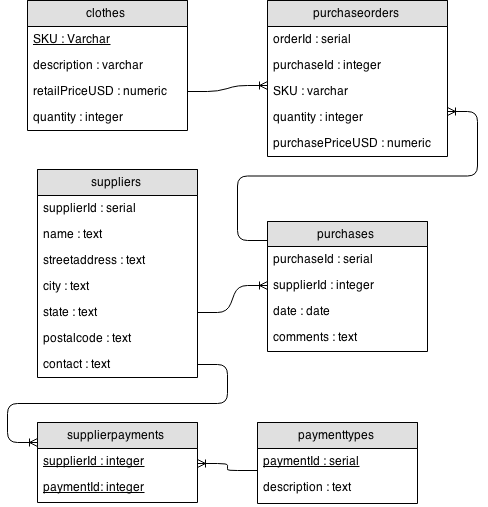 clothes
SKU : Varchar
description : varchar
retailPriceUSD : numeric
quantity : integer
purchaseorders
orderId : serial
purchaseId : integer
SKU : varchar
quantity : integer
purchasePriceUSD : numeric
suppliers
supplierId : serial
name : text
streetaddress : text
city : text
state : text
postalcode : text
contact : text
purchases
purchaseId : serial
supplierId : integer
date : date
comments : text
supplierpayments
supplierId : integer
paymentId: integer
paymenttypes
paymentId : serial
description : text